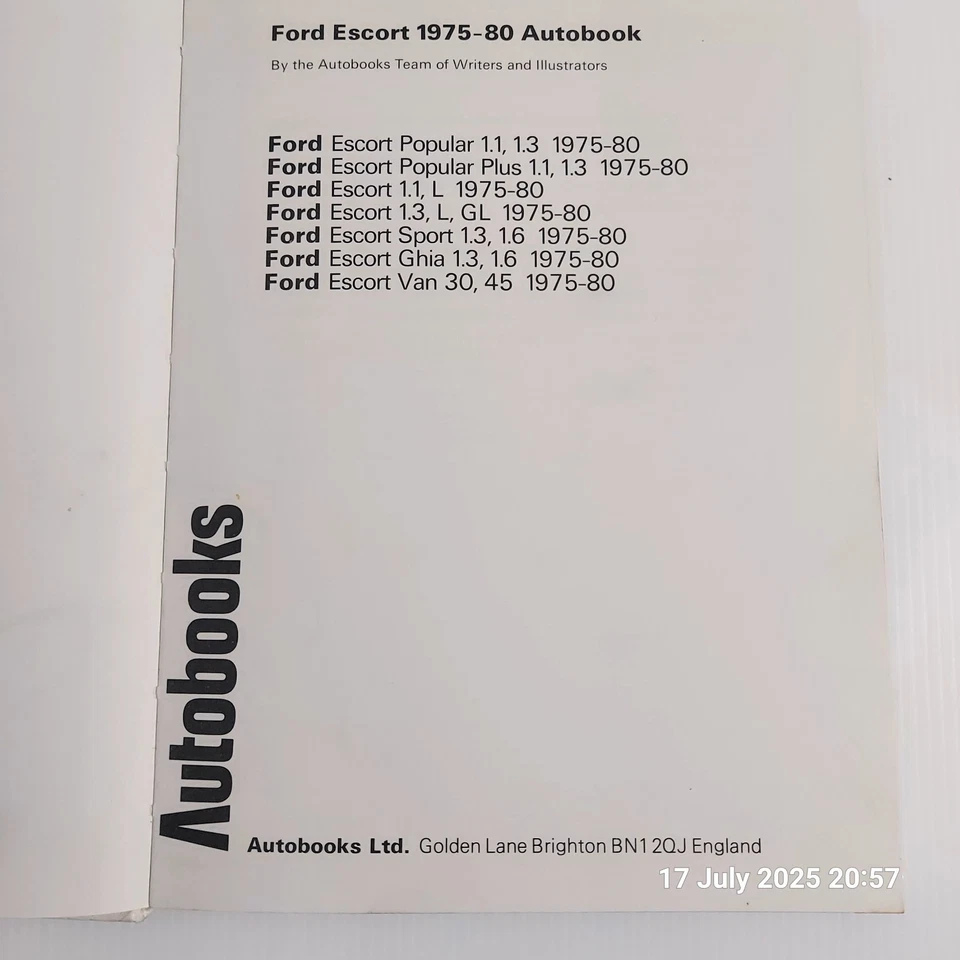 Ford Escort 1975-80 Autobook
By the Autobooks Team of Writers and Illustrators
Ford Escort Popular 1.1, 1.3 1975-80
Ford Escort Popular Plus 1.1, 1.3 1975-80
Ford Escort 1.1, L 1975-80
Ford Escort 1.3, L, GL 1975-80
Ford Escort Sport 1.3, 1.6 1975-80
Ford Escort Ghia 1.3, 1.6 1975-80
Ford Escort Van 30, 45 1975-80
Autobooks
Autobooks Ltd. Golden Lane Brighton BN1 2QJ England
17 July 2025 20:57